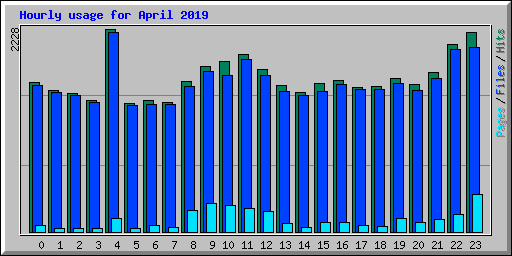 Hourly usage for April 2019
2228
Pages/Files/Hits
0 1 2 3 4 5 6 7 8 9 10 11 12 13 14 15 16 17 18 19 20 21 22 23